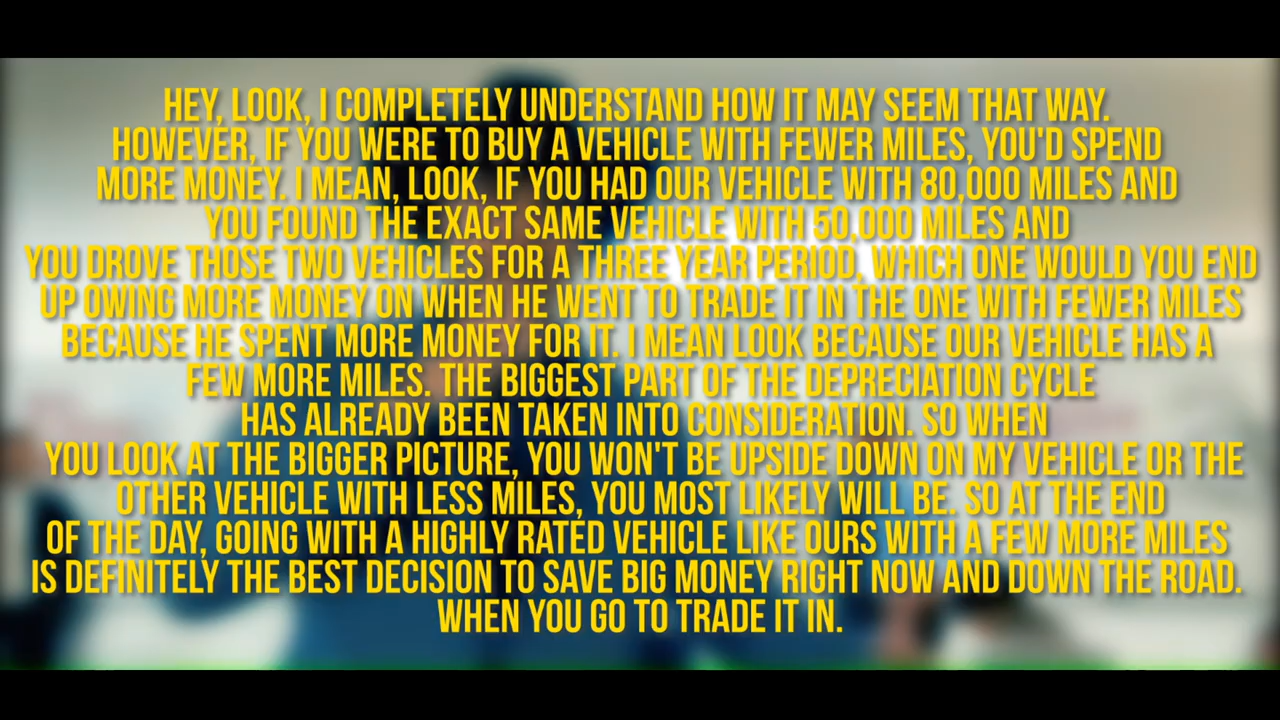 HEY, LOOK, I COMPLETELY UNDERSTAND HOW IT MAY SEEM THAT WAY.
HOWEVER, IF YOU WERE TO BUY A VEHICLE WITH FEWER MILES, YOU'D SPEND
MORE MONEY. I MEAN, LOOK, IF YOU HAD OUR VEHICLE WITH 80,000 MILES AND
YOU FOUND THE EXACT SAME VEHICLE WITH 50,000 MILES AND
YOU DROVE THOSE TWO VEHICLES FOR A THREE YEAR PERIOD, WHICH ONE WOULD YOU END
UP OWING MORE MONEY ON WHEN HE WENT TO TRADE IT IN THE ONE WITH FEWER MILES
BECAUSE HE SPENT MORE MONEY FOR IT. I MEAN LOOK BECAUSE OUR VEHICLE HAS A
FEW MORE MILES. THE BIGGEST PART OF THE DEPRECIATION CYCLE
HAS ALREADY BEEN TAKEN INTO CONSIDERATION. SO WHEN
YOU LOOK AT THE BIGGER PICTURE, YOU WON'T BE UPSIDE DOWN ON MY VEHICLE OR THE
OTHER VEHICLE WITH LESS MILES, YOU MOST LIKELY WILL BE. SO AT THE END
OF THE DAY, GOING WITH A HIGHLY RATED VEHICLE LIKE OURS WITH A FEW MORE MILES
IS DEFINITELY THE BEST DECISION TO SAVE BIG MONEY RIGHT NOW AND DOWN THE ROAD.
WHEN YOU GO TO TRADE IT IN.